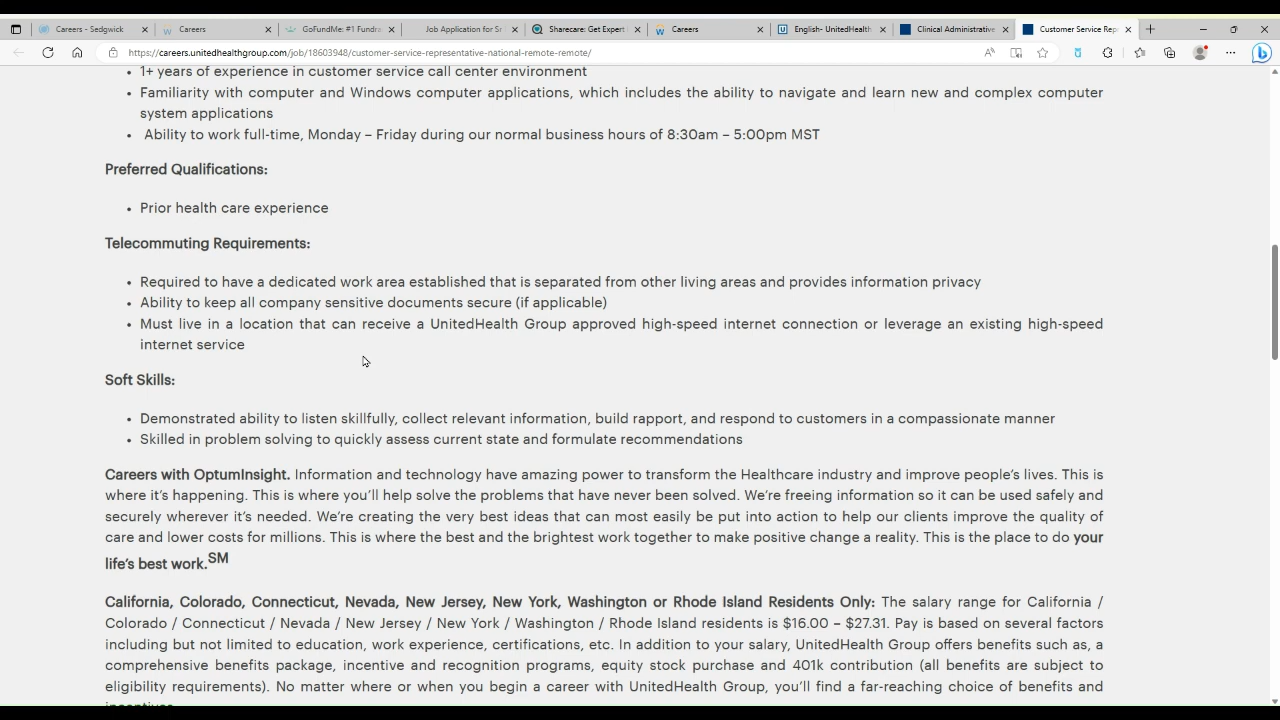 Careers - Sedgwick
Careers
GoFundMe: #1 Fundra
Job Application for Sr
Sharecare: Get Expert
Careers
English- UnitedHealth
Clinical Administrative
Customer Service Rep
https://careers.unitedhealthgroup.com/job/18603948/customer-service-representative-national-remote-remote/
• 1+ years of experience in customer service call center environment
• Familiarity with computer and Windows computer applications, which includes the ability to navigate and learn new and complex computer
system applications
• Ability to work full-time, Monday – Friday during our normal business hours of 8:30am – 5:00pm MST
Preferred Qualifications:
• Prior health care experience
Telecommuting Requirements:
• Required to have a dedicated work area established that is separated from other living areas and provides information privacy
• Ability to keep all company sensitive documents secure (if applicable)
• Must live in a location that can receive a UnitedHealth Group approved high-speed internet connection or leverage an existing high-speed
internet service
Soft Skills:
• Demonstrated ability to listen skillfully, collect relevant information, build rapport, and respond to customers in a compassionate manner
• Skilled in problem solving to quickly assess current state and formulate recommendations
Careers with OptumInsight. Information and technology have amazing power to transform the Healthcare industry and improve people's lives. This is
where it's happening. This is where you'll help solve the problems that have never been solved. We're freeing information so it can be used safely and
securely wherever it's needed. We're creating the very best ideas that can most easily be put into action to help our clients improve the quality of
care and lower costs for millions. This is where the best and the brightest work together to make positive change a reality. This is the place to do your
life's best work.SM
California, Colorado, Connecticut, Nevada, New Jersey, New York, Washington or Rhode Island Residents Only: The salary range for California /
Colorado / Connecticut / Nevada / New Jersey / New York / Washington / Rhode Island residents is $16.00 – $27.31. Pay is based on several factors
including but not limited to education, work experience, certifications, etc. In addition to your salary, UnitedHealth Group offers benefits such as, a
comprehensive benefits package, incentive and recognition programs, equity stock purchase and 401k contribution (all benefits are subject to
eligibility requirements). No matter where or when you begin a career with UnitedHealth Group, you'll find a far-reaching choice of benefits and